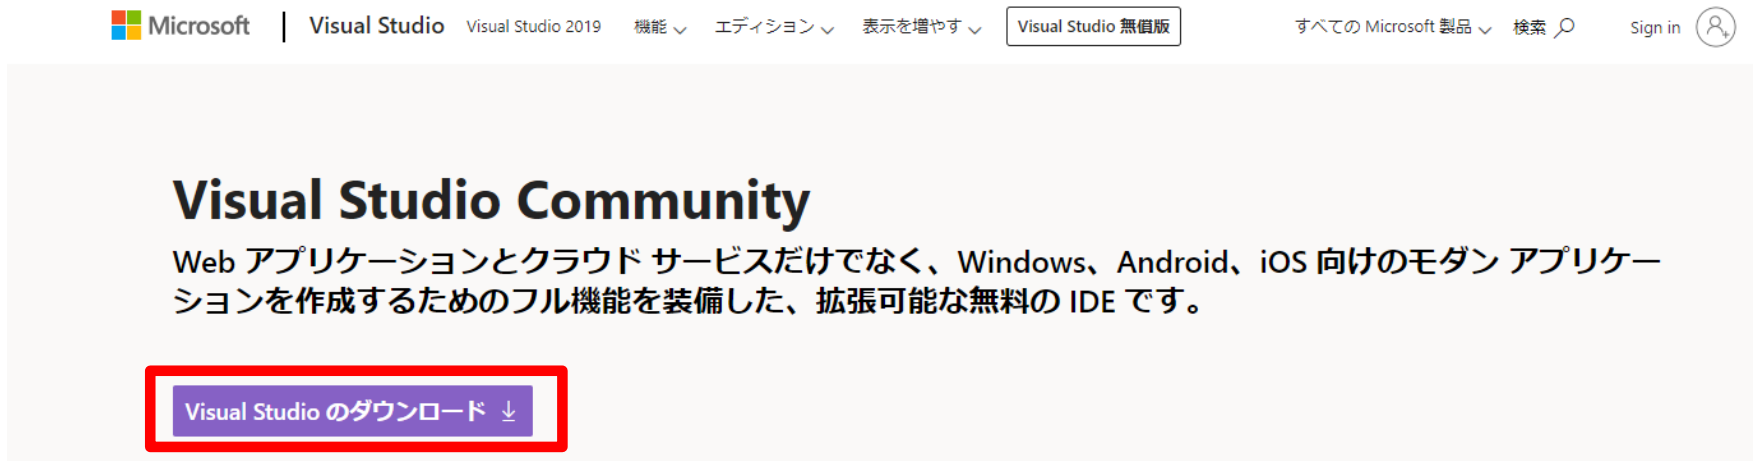 Microsoft Visual Studio Visual Studio 2019 機能 エディション 表示を増やす Visual Studio 無償版 すべての Microsoft 製品 検索 Sign in
Visual Studio Community
Web アプリケーションとクラウド サービスだけでなく、Windows、Android、iOS 向けのモダン アプリケー
ションを作成するためのフル機能を装備した、拡張可能な無料の IDE です。
Visual Studio のダウンロード